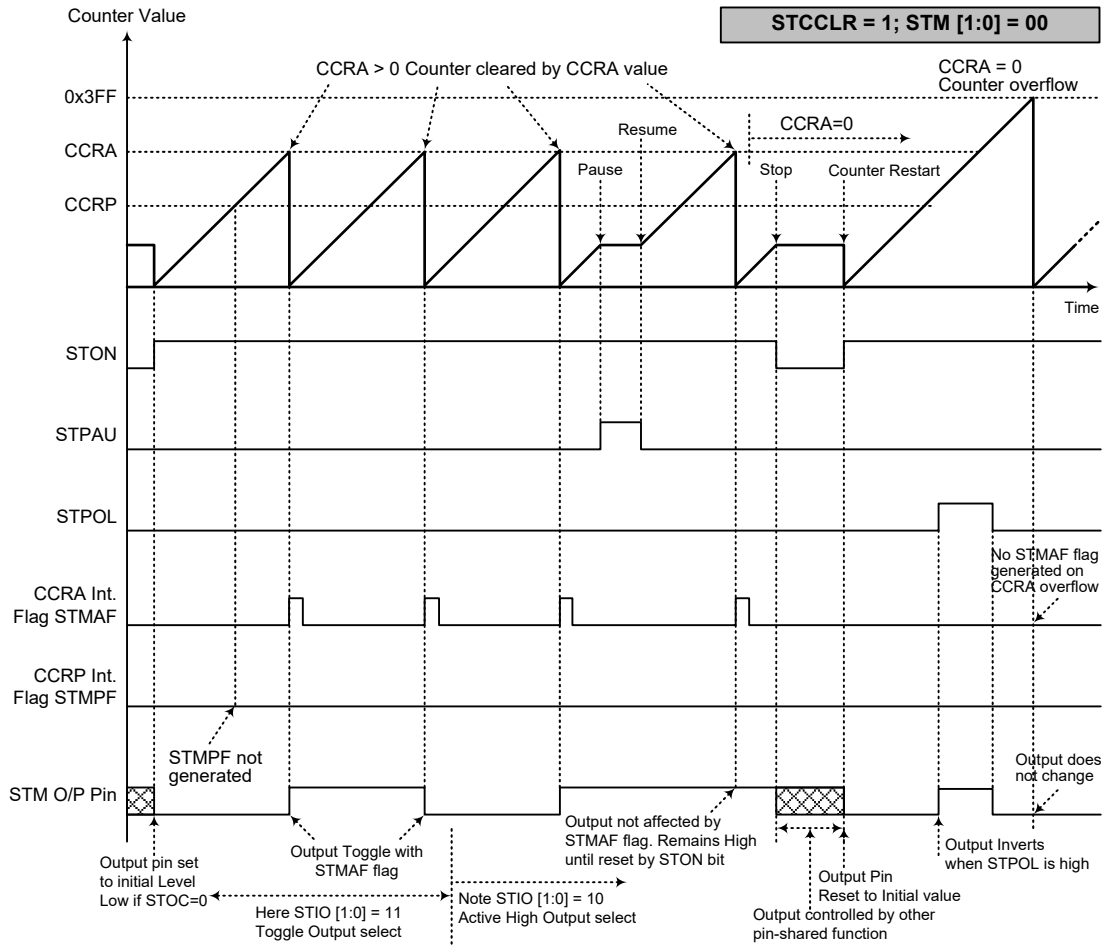 Counter Value
STCCLR = 1; STM [1:0] = 00
CCRA > 0 Counter cleared by CCRA value
CCRA = 0
Counter overflow
0x3FF
CCRA
CCRP
Resume
CCRA=0
Pause
Stop
Counter Restart
Time
STON
STPAU
STPOL
No STMAF flag
generated on
CCRA overflow
CCRA Int.
Flag STMAF
CCRP Int.
Flag STMPF
STMPF not
generated
Output does
not change
STM O/P Pin
Output pin set
to initial Level
Low if STOC=0
Output Toggle with
STMAF flag
Here STIO [1:0] = 11
Toggle Output select
Note STIO [1:0] = 10
Active High Output select
Output not affected by
STMAF flag. Remains High
until reset by STON bit
Output Pin
Reset to Initial value
Output controlled by other
pin-shared function
Output Inverts
when STPOL is high